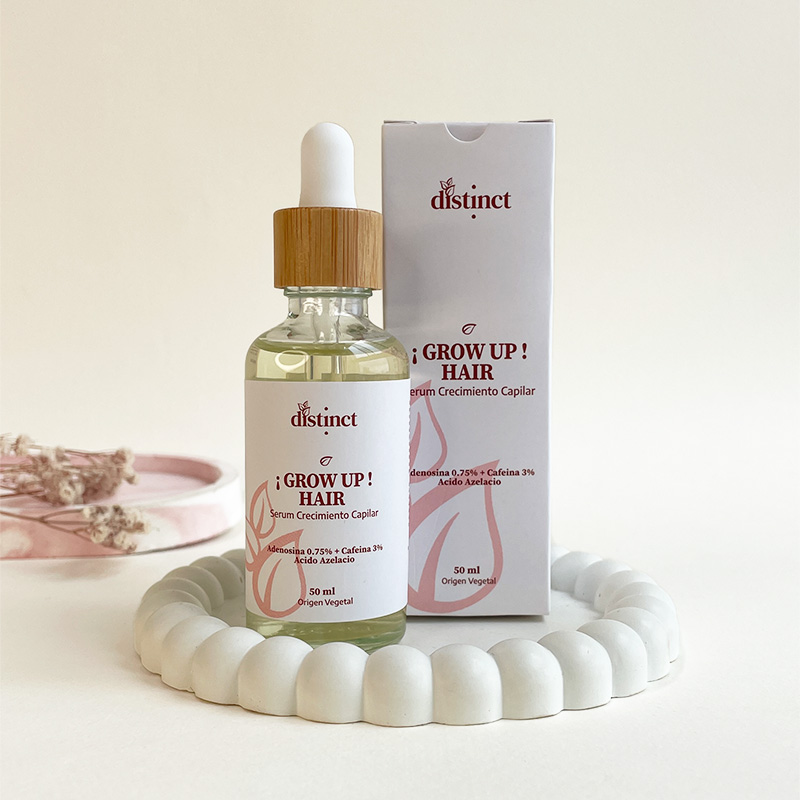 distinct
¡ GROW UP !
HAIR
Serum Crecimiento Capilar
Adenosina 0.75% + Cafeina 3%
Acido Azelacio
50 ml
Origen Vegetal
distinct
¡ GROW UP !
HAIR
erum Crecimiento Capilar
denosina 0.75% + Cafeina 3%
Acido Azelacio
50 ml
Origen Vegetal